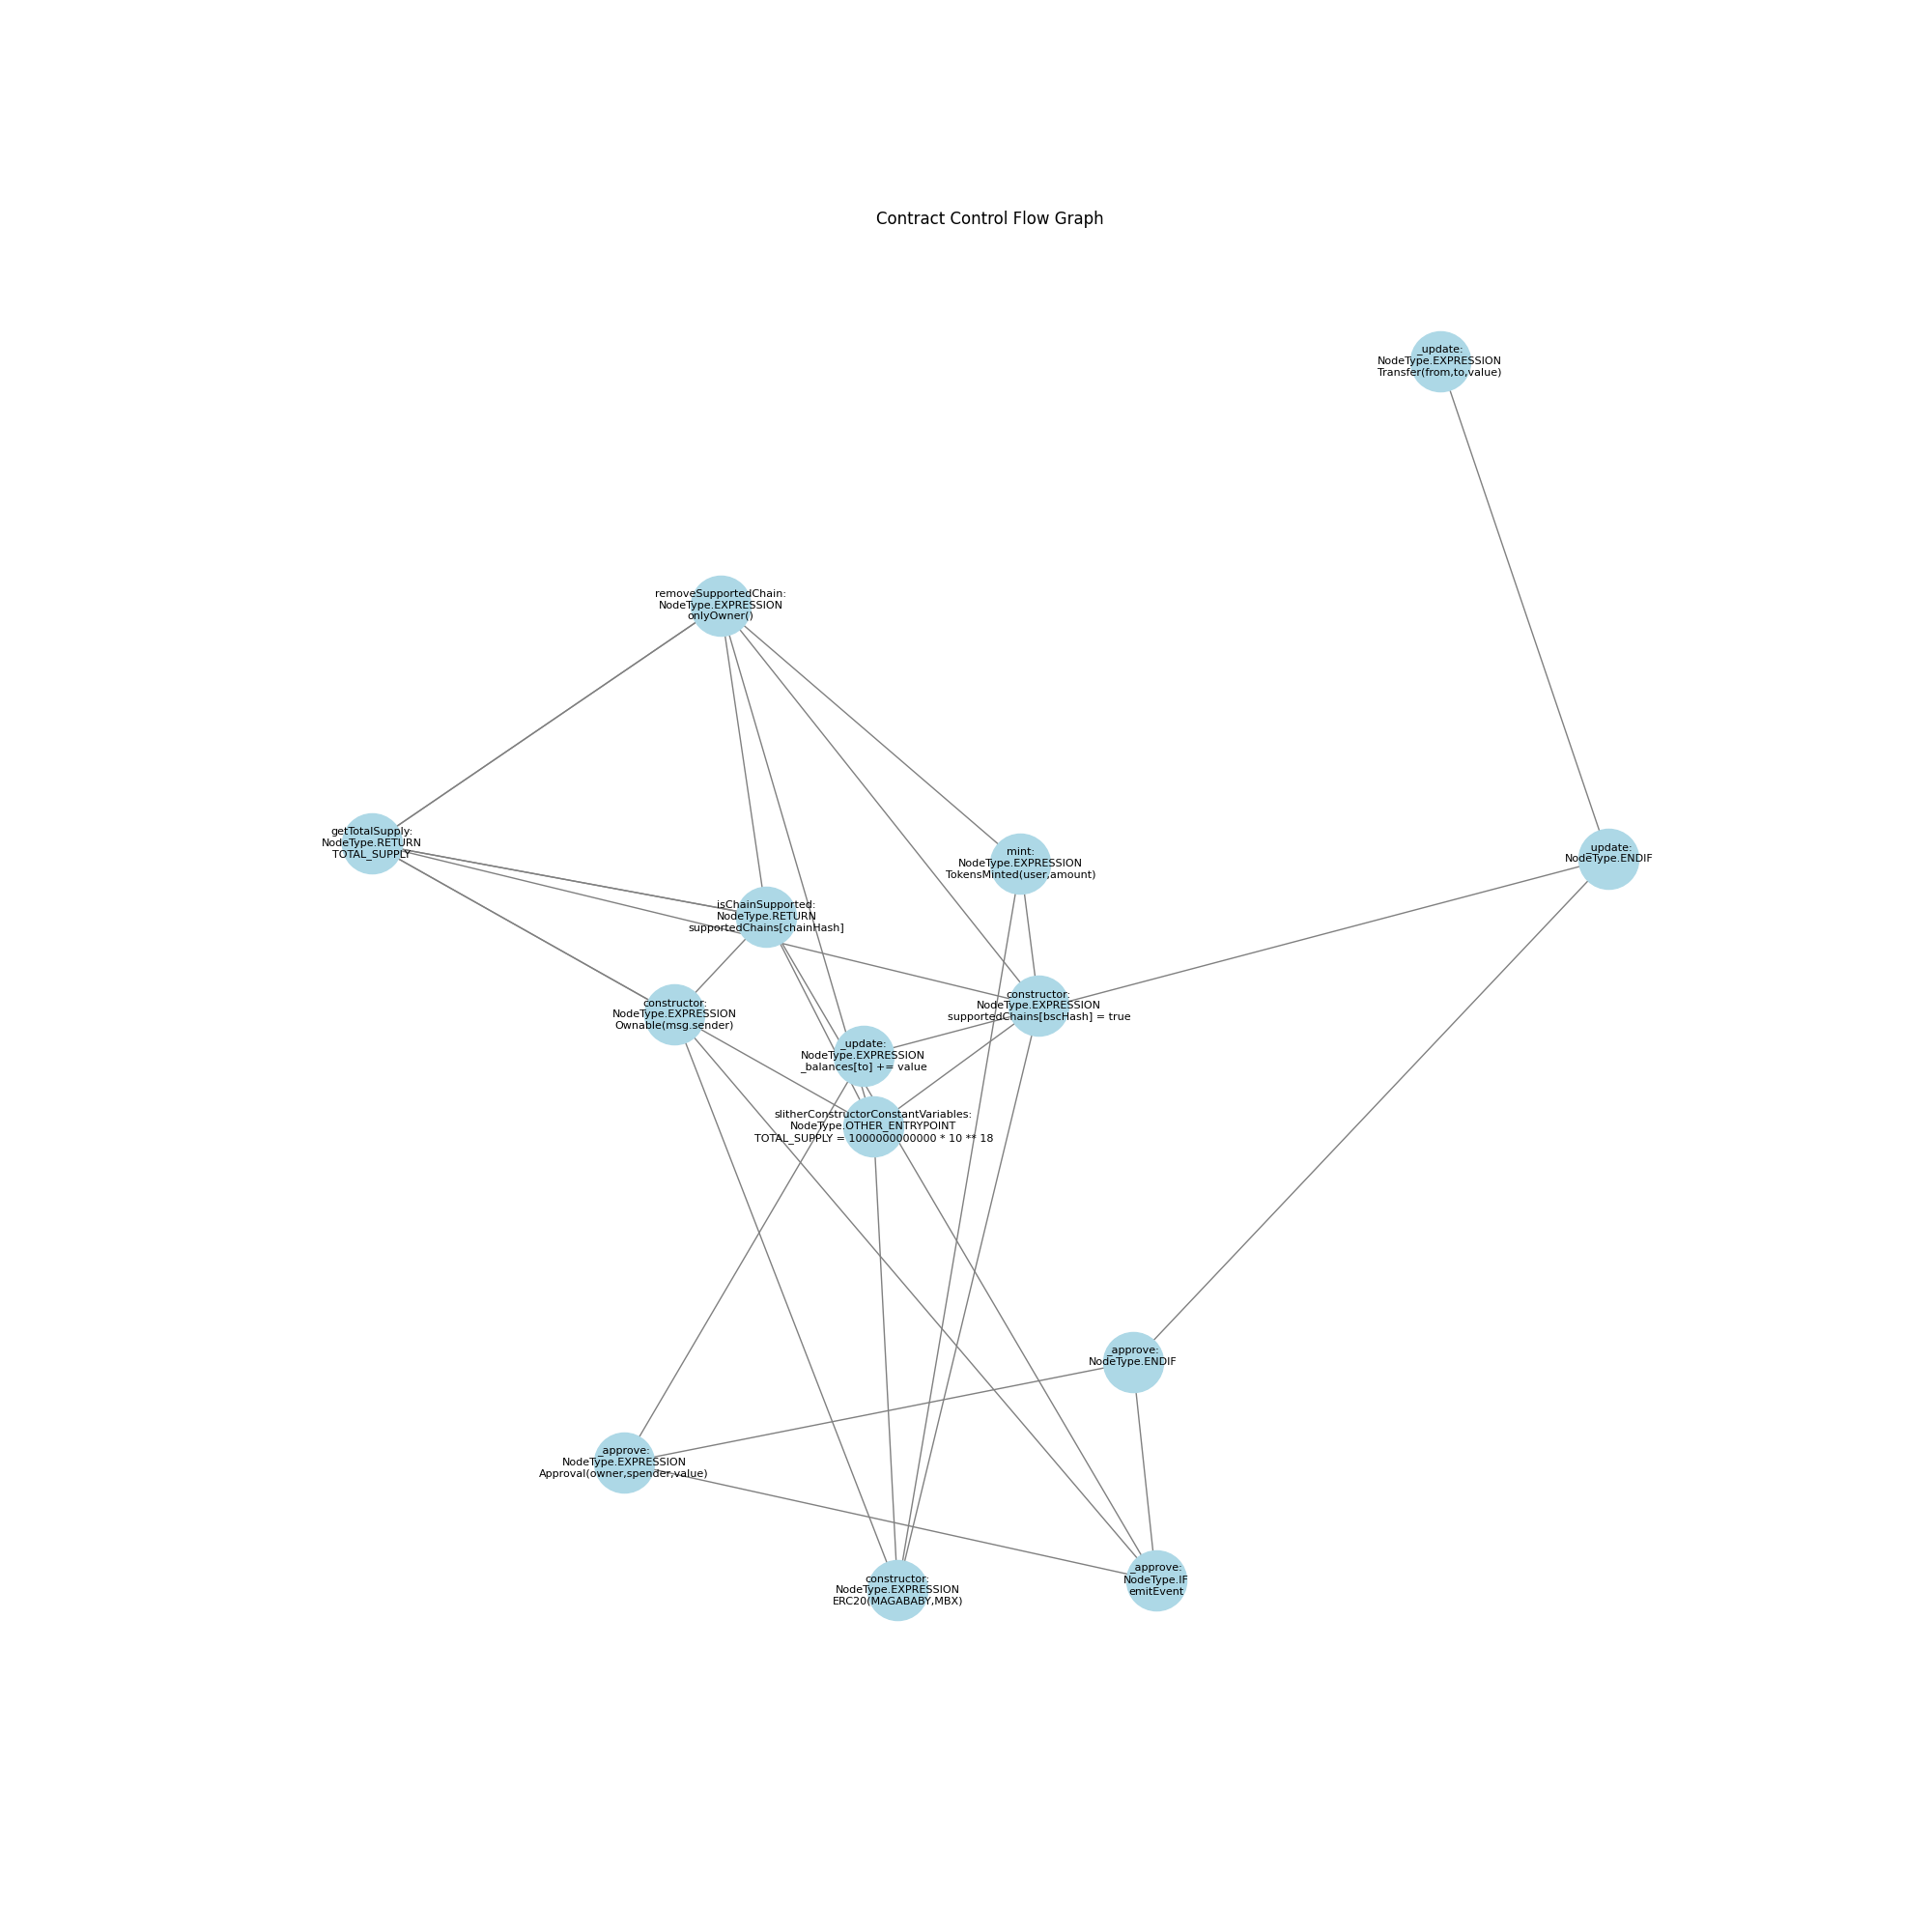 Contract Control Flow Graph
_update:
NodeType.EXPRESSION
Transfer(from,to,value)
removeSupportedChain:
NodeType.EXPRESSION
onlyOwner()
getTotalSupply:
NodeType.RETURN
TOTAL_SUPPLY
mint:
NodeType.EXPRESSION
TokensMinted(user,amount)
_update:
NodeType.ENDIF
isChainSupported:
NodeType.RETURN
supportedChains[chainHash]
constructor:
NodeType.EXPRESSION
Ownable(msg.sender)
constructor:
NodeType.EXPRESSION
supportedChains[bscHash] = true
_update:
NodeType.EXPRESSION
_balances[to] += value
slitherConstructorConstantVariables:
NodeType.OTHER_ENTRYPOINT
TOTAL_SUPPLY = 1000000000000 * 10 ** 18
_approve:
NodeType.ENDIF
_approve:
NodeType.EXPRESSION
Approval(owner,spender,value)
constructor:
NodeType.EXPRESSION
ERC20(MAGABABY,MBX)
_approve:
NodeType.IF
emitEvent